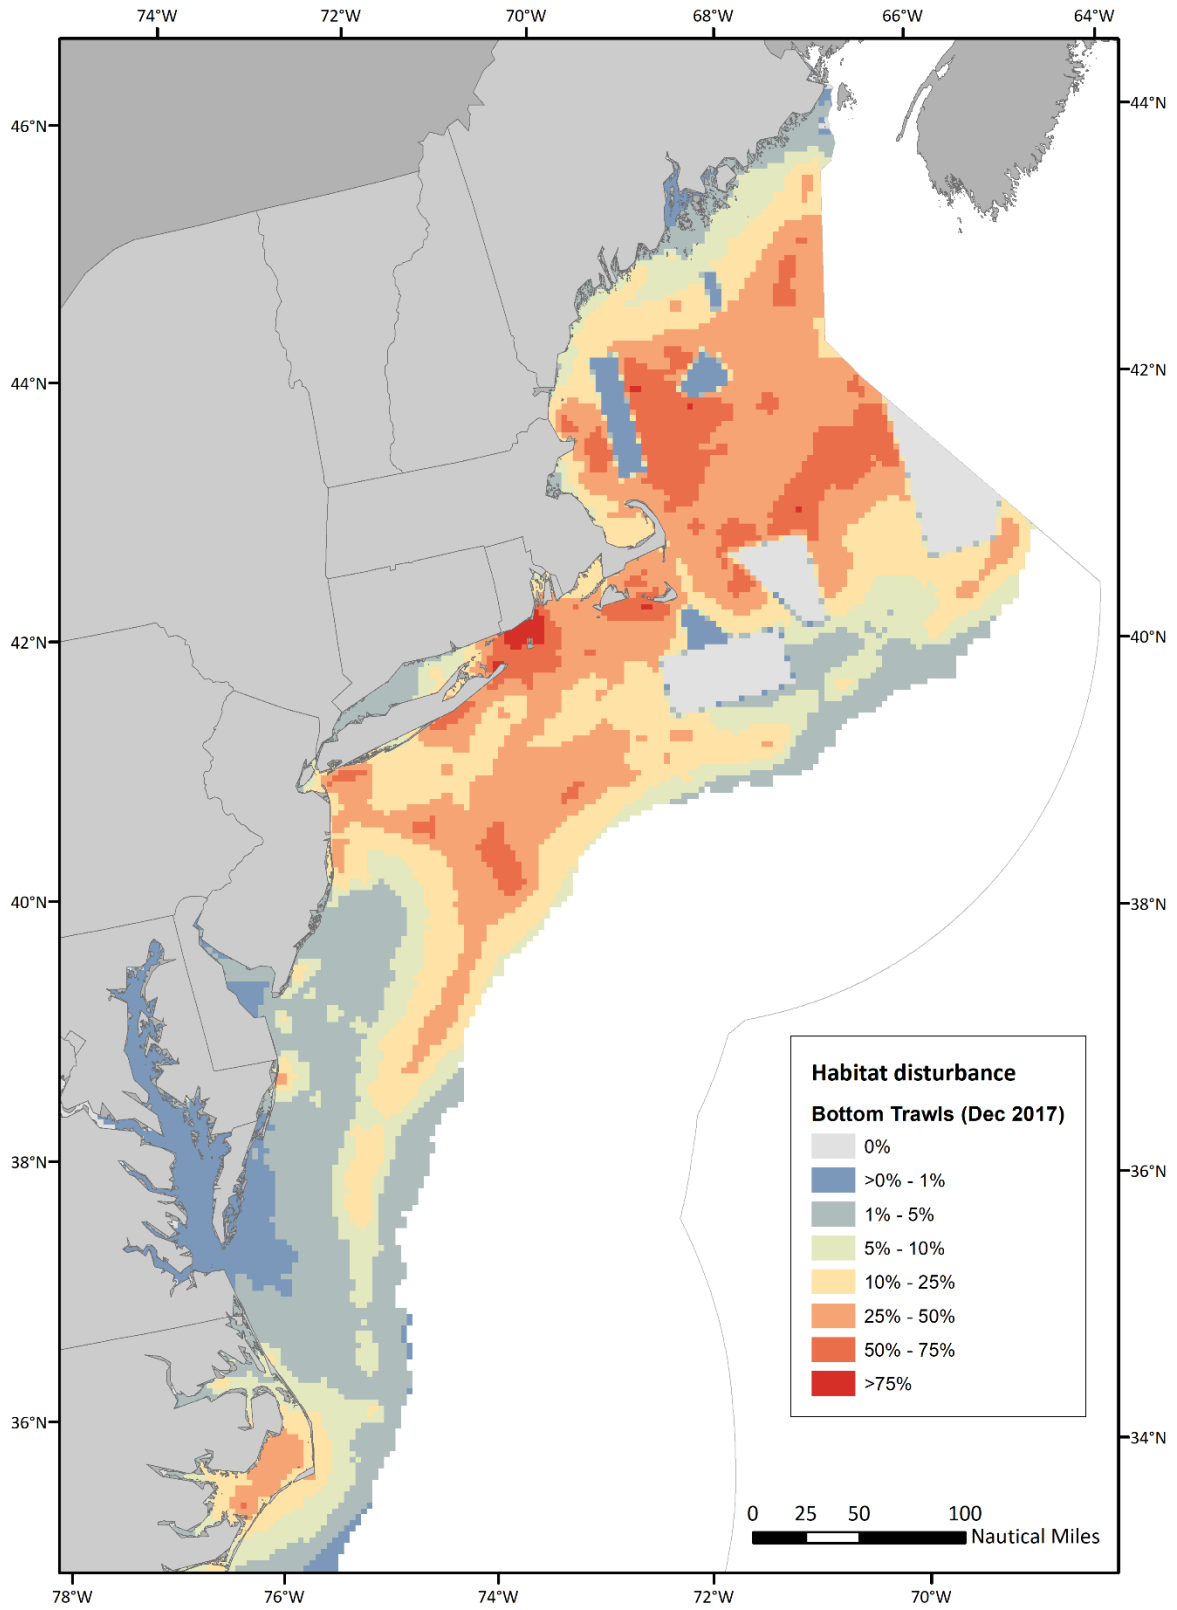 74°W 72°W 70°W 68°W 66°W 64°W
46°N 44°N
44°N 42°N
42°N 40°N
40°N 38°N
38°N 36°N
36°N 34°N
Habitat disturbance
Bottom Trawls (Dec 2017)
0%
>0% - 1%
1% - 5%
5% - 10%
10% - 25%
25% - 50%
50% - 75%
>75%
0 25 50 100
Nautical Miles
78°W 76°W 74°W 72°W 70°W